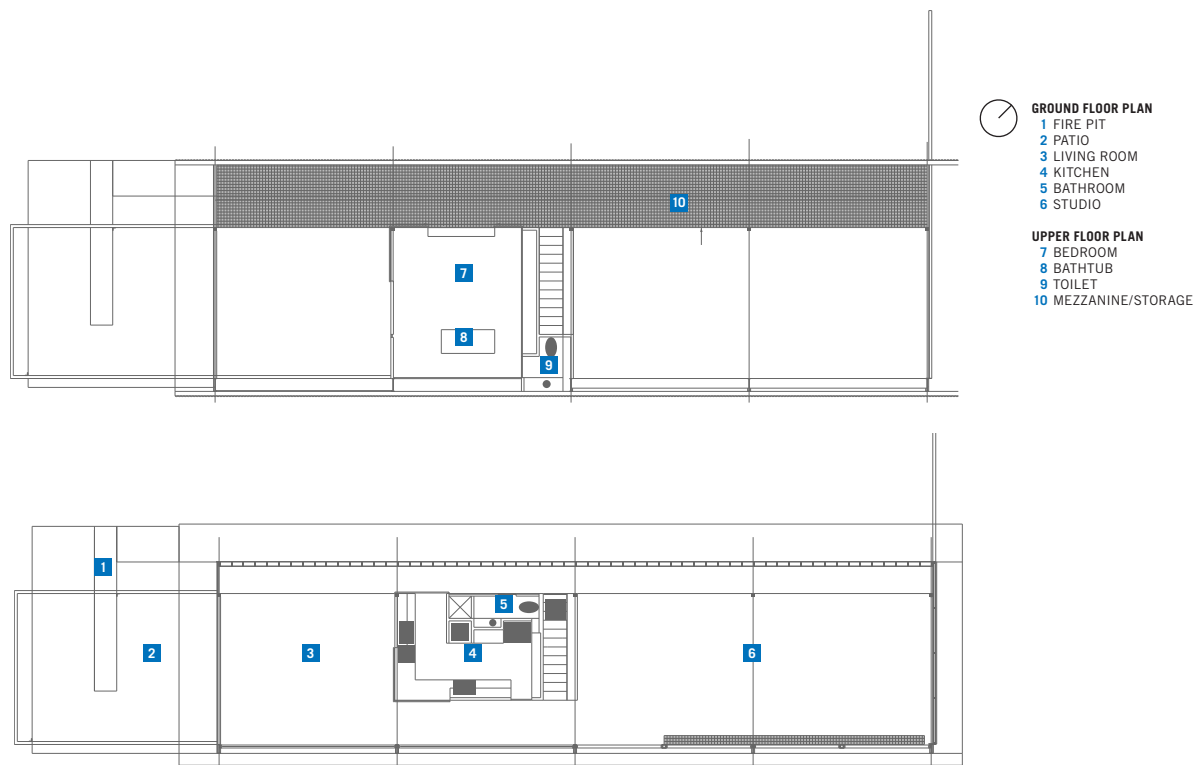 GROUND FLOOR PLAN
1 FIRE PIT
2 PATIO
3 LIVING ROOM
4 KITCHEN
5 BATHROOM
6 STUDIO
UPPER FLOOR PLAN
7 BEDROOM
8 BATHTUB
9 TOILET
10 MEZZANINE/STORAGE
10
7
8
9
1
5
2
3
4
6